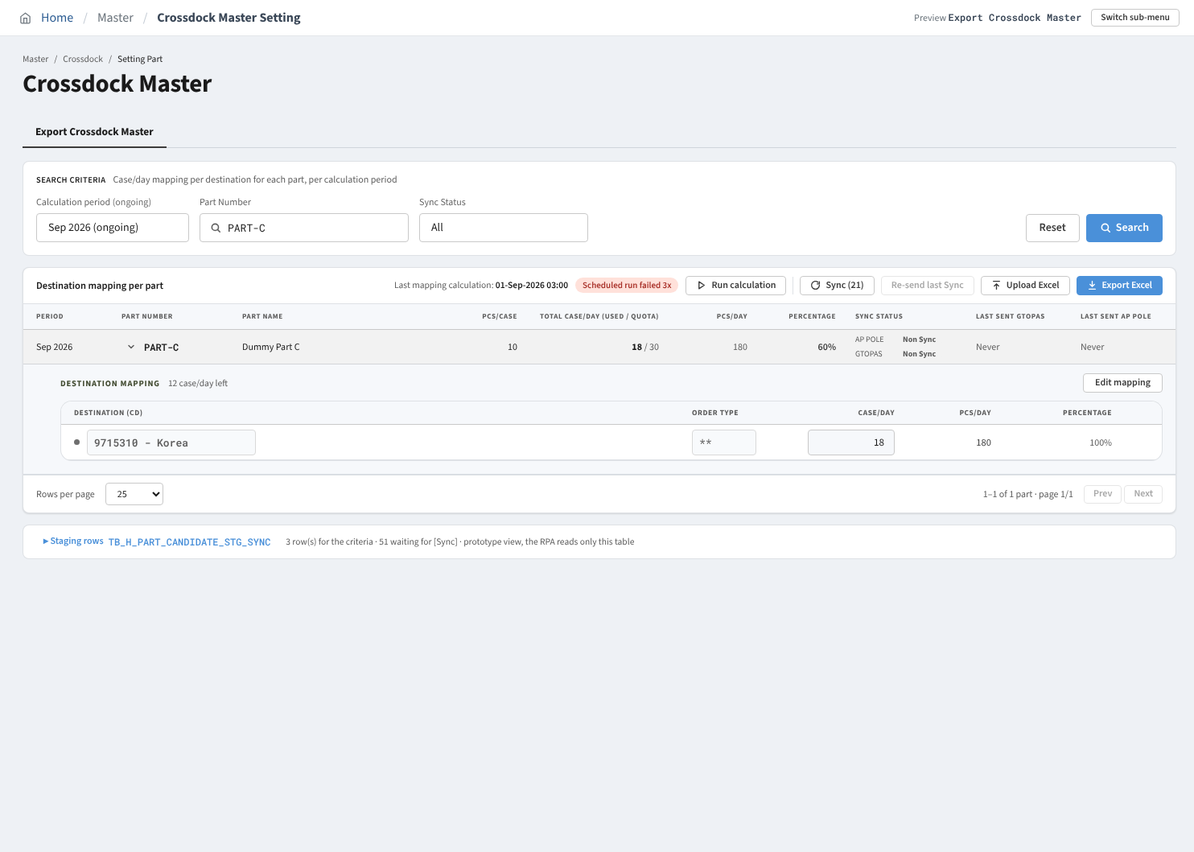 Home / Master / Crossdock Master Setting Preview Export Crossdock Master Switch sub-menu
Master / Crossdock / Setting Part
Crossdock Master
Export Crossdock Master
SEARCH CRITERIA Case/day mapping per destination for each part, per calculation period
Calculation period (ongoing) Part Number Sync Status
Sep 2026 (ongoing) PART-C All Reset Search
Destination mapping per part Last mapping calculation: 01-Sep-2026 03:00 Scheduled run failed 3x Run calculation Sync (21) Re-send last Sync Upload Excel Export Excel
PERIOD PART NUMBER PART NAME PCS/CASE TOTAL CASE/DAY (USED / QUOTA) PCS/DAY PERCENTAGE SYNC STATUS LAST SENT GTOPAS LAST SENT AP POLE
Sep 2026 PART-C Dummy Part C 10 18 / 30 180 60% AP POLE Non Sync Never Never
GTOPAS Non Sync
DESTINATION MAPPING 12 case/day left Edit mapping
DESTINATION (CD) ORDER TYPE CASE/DAY PCS/DAY PERCENTAGE
9715310 - Korea ** 18 180 100%
Rows per page 25 1–1 of 1 part · page 1/1 Prev Next
▸ Staging rows TB_H_PART_CANDIDATE_STG_SYNC 3 row(s) for the criteria · 51 waiting for [Sync] · prototype view, the RPA reads only this table